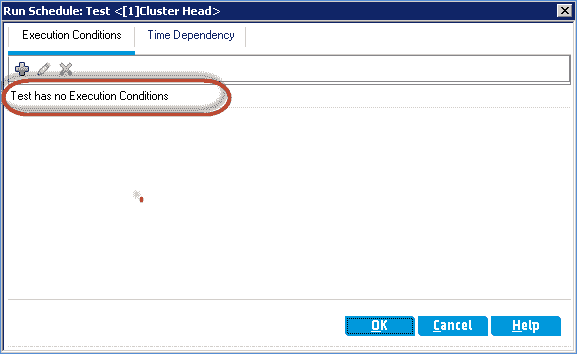 Run Schedule: Test <[1]Cluster Head>
Execution Conditions Time Dependency
Test has no Execution Conditions
OK Cancel Help